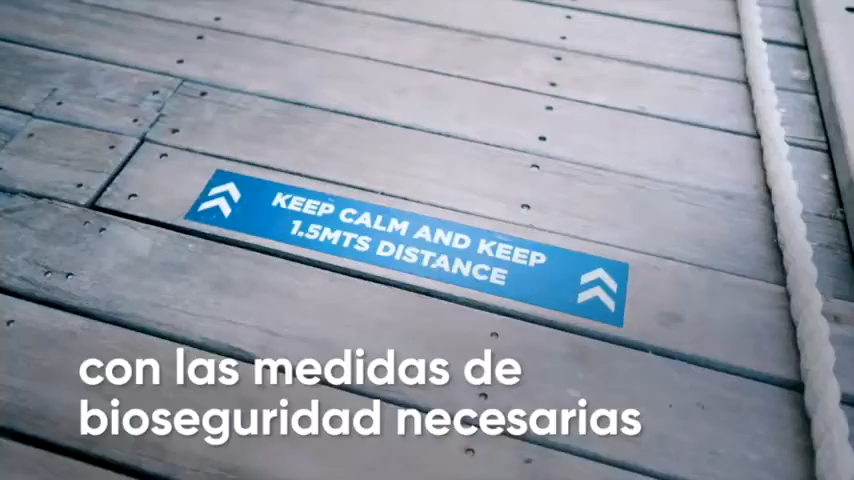 KEEP CALM AND KEEP
1.5MTS DISTANCE
con las medidas de
bioseguridad necesarias